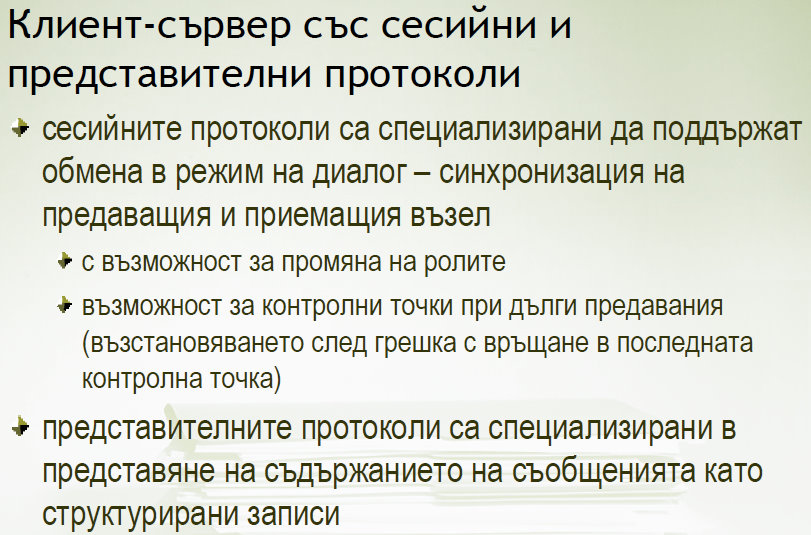 Клиент-сървер със сесийни и
представителни протоколи
сесийните протоколи са специализирани да поддържат
обмена в режим на диалог – синхронизация на
предаващия и приемащия възел
с възможност за промяна на ролите
възможност за контролни точки при дълги предавания
(възстановяването след грешка с връщане в последната
контролна точка)
представителните протоколи са специализирани в
представяне на съдържанието на съобщенията като
структурирани записи